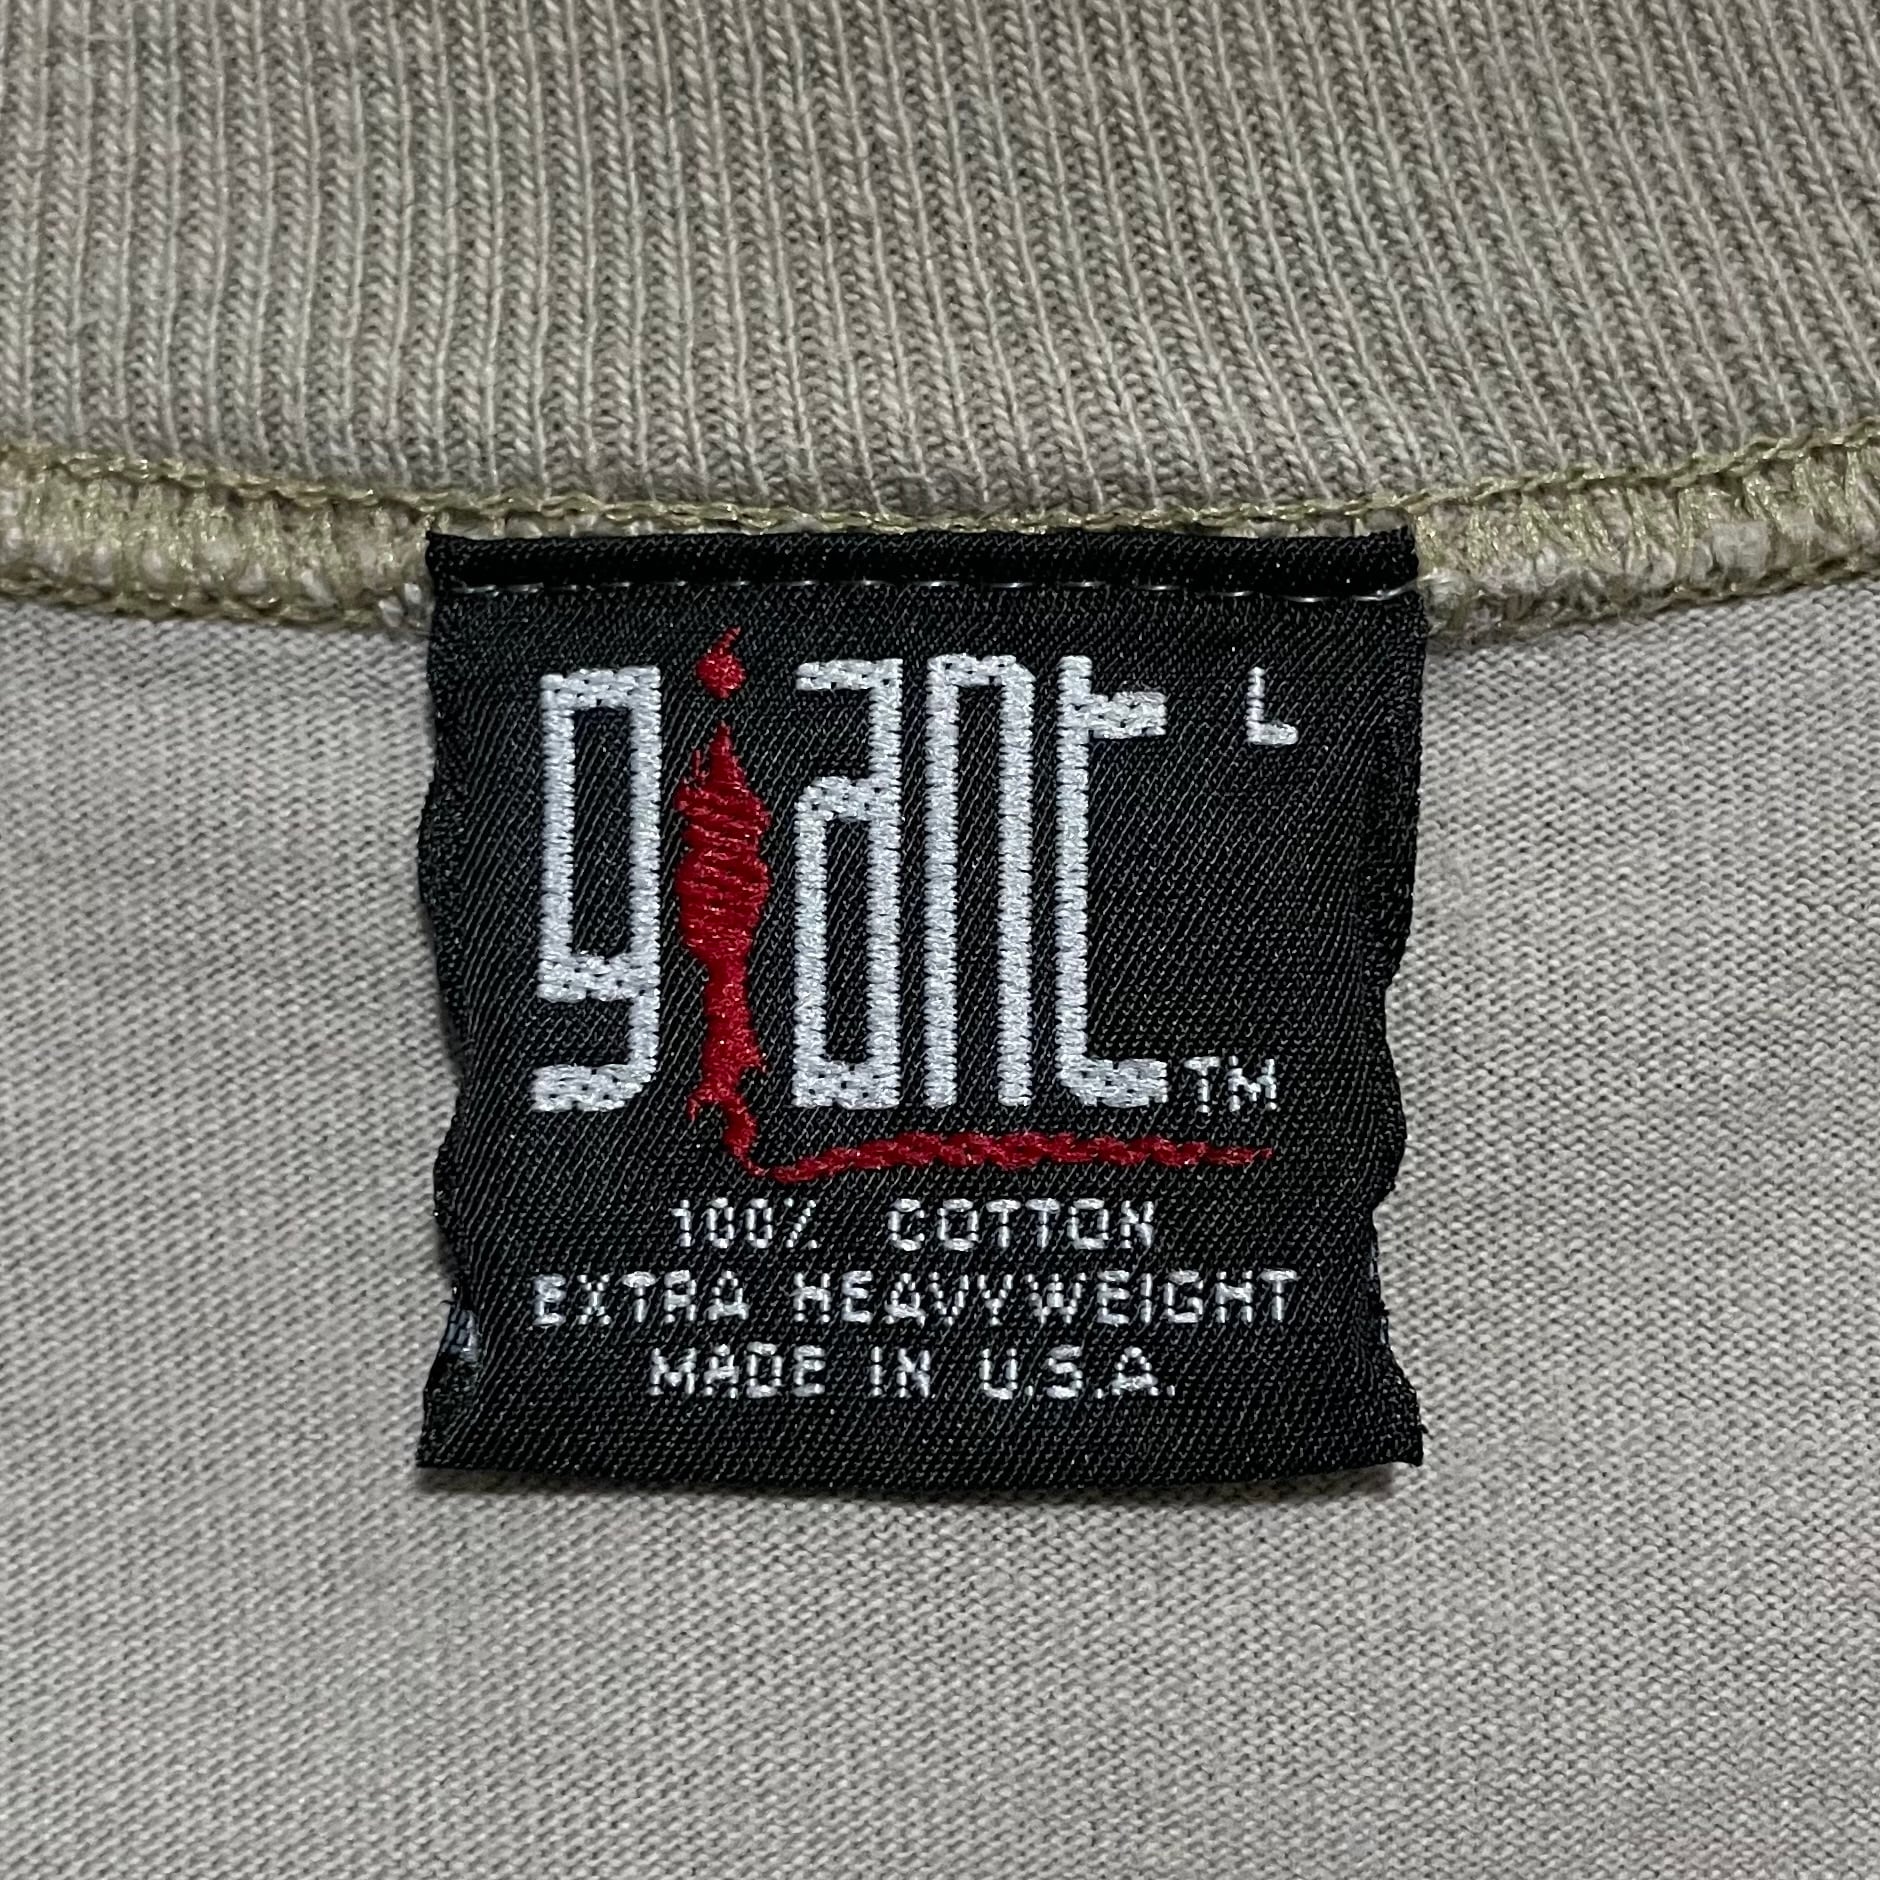 giant L
TM
100% COTTON
EXTRA HEAVYWEIGHT
MADE IN U.S.A.